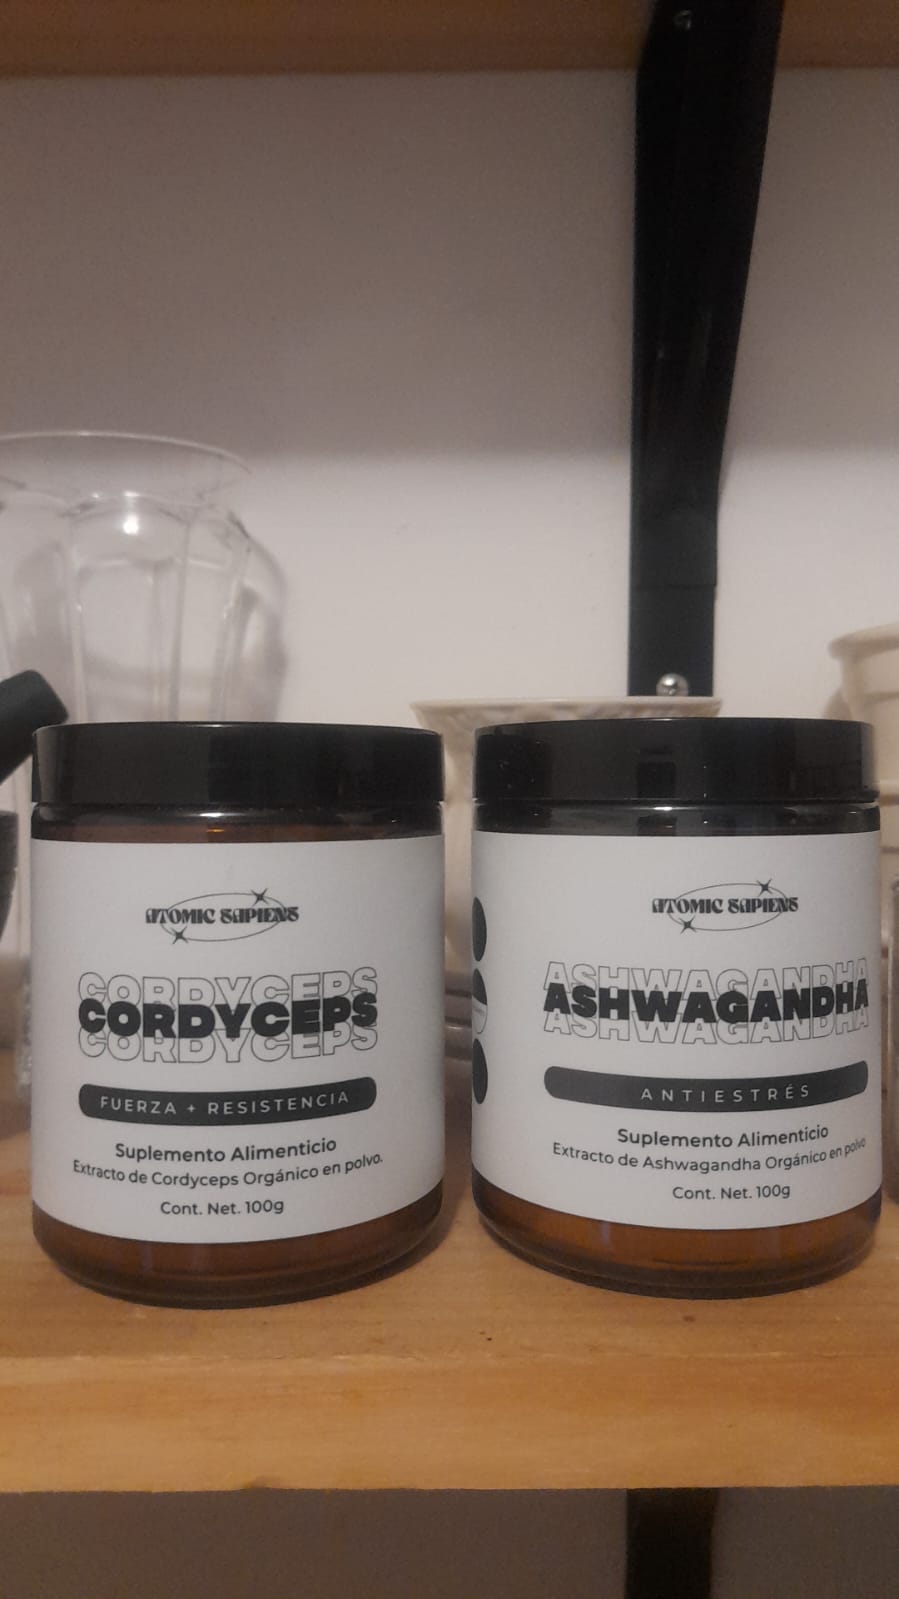 ATOMIC SAPIENS
CORDYCEPS
CORDYCEPS
CORDYCEPS
FUERZA + RESISTENCIA
Suplemento Alimenticio
Extracto de Cordyceps Orgánico en polvo.
Cont. Net. 100g
ATOMIC SAPIENS
ASHWAGANDHA
ASHWAGANDHA
ASHWAGANDHA
ANTIESTRÉS
Suplemento Alimenticio
Extracto de Ashwagandha Orgánico en polvo
Cont. Net. 100g